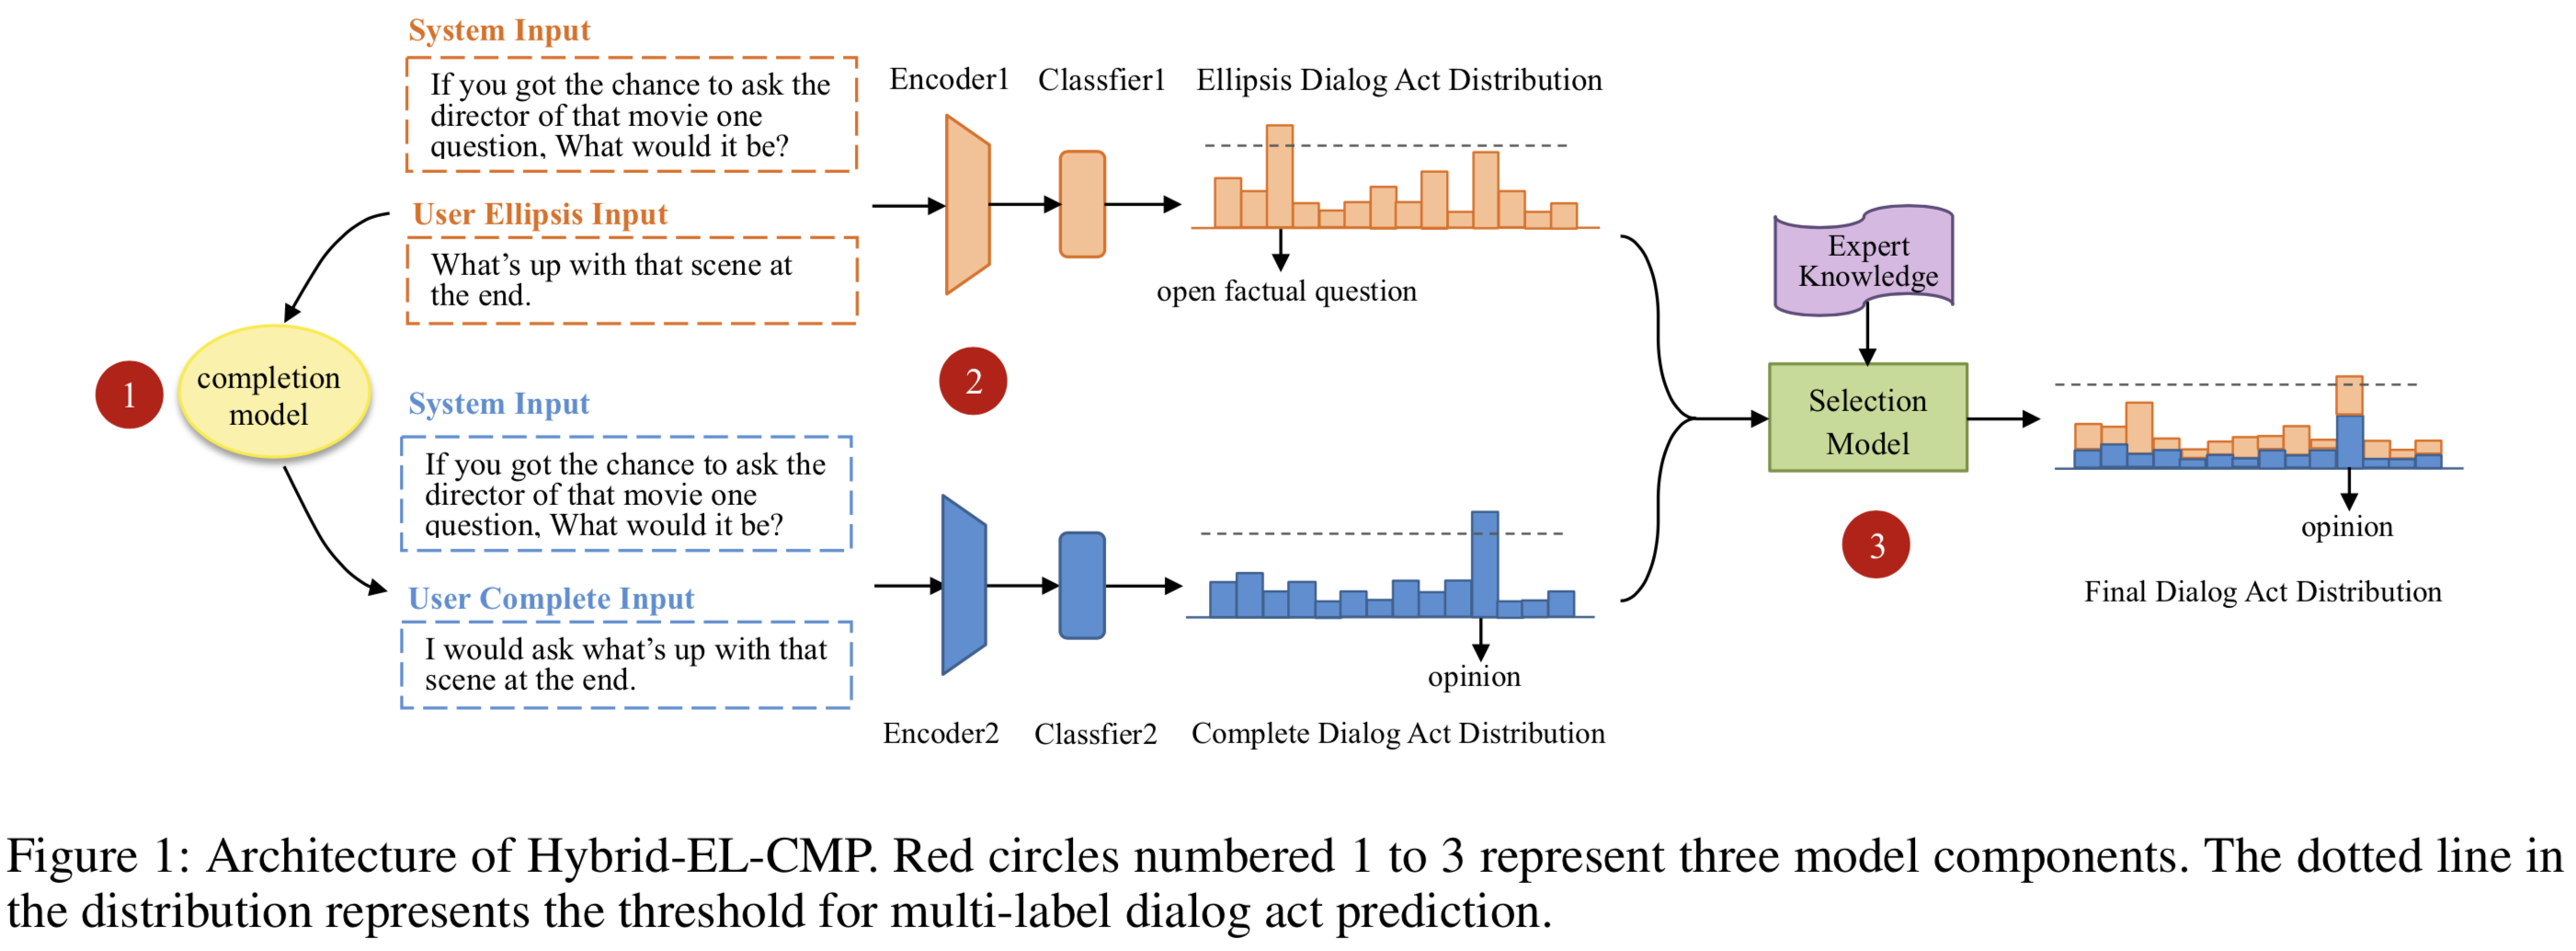 System Input
If you got the chance to ask the
director of that movie one
question, What would it be?
User Ellipsis Input
What's up with that scene at
the end.
Encoder1
Classfier1
Ellipsis Dialog Act Distribution
open factual question
1
completion
model
2
System Input
If you got the chance to ask the
director of that movie one
question, What would it be?
User Complete Input
I would ask what's up with that
scene at the end.
Encoder2
Classfier2
opinion
Complete Dialog Act Distribution
Expert
Knowledge
Selection
Model
3
opinion
Final Dialog Act Distribution
Figure 1: Architecture of Hybrid-EL-CMP. Red circles numbered 1 to 3 represent three model components. The dotted line in
the distribution represents the threshold for multi-label dialog act prediction.